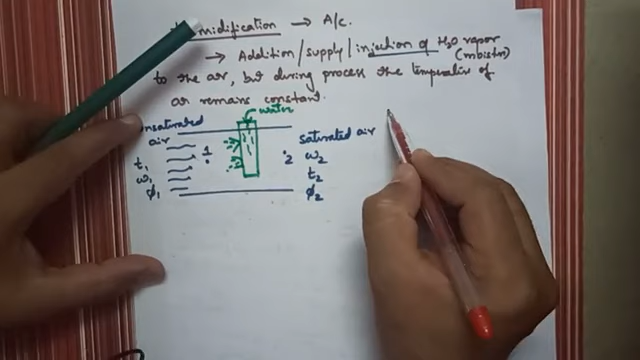 midification → A/c.
→ Addition/supply/injection of H₂O vapor
(moistr)
to the air, but during process the temperature of
air remains constant.
water
unsaturated
air
saturated air
1
2
t₁
ω₁
ϕ₁
ω₂
t₂
ϕ₂